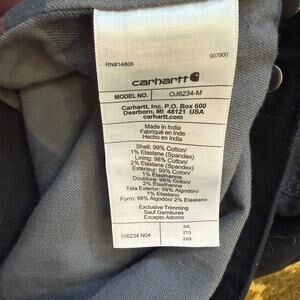 RN#14806
907900
carhartt
MODEL NO. OJ6234-M
Carhartt, Inc. P.O. Box 600
Dearborn, MI 48121 USA
carhartt.com
Made in India
Fabriqué en Inde
Hecho en India
Shell: 99% Cotton/
1% Elastane (Spandex)
Lining: 98% Cotton/
2% Elastane (Spandex)
Exterieur: 99% Coton/
1% Elasthanne
Doublure: 98% Coton/
2% Elasthanne
Tela Exterior: 99% Algodón/
1% Elastano
Forro: 98% Algodón/ 2% Elastano
Exclusive Trimming
Sauf Garnitures
Excepto Adorno
106234 N04
2XL
2TG
2XG